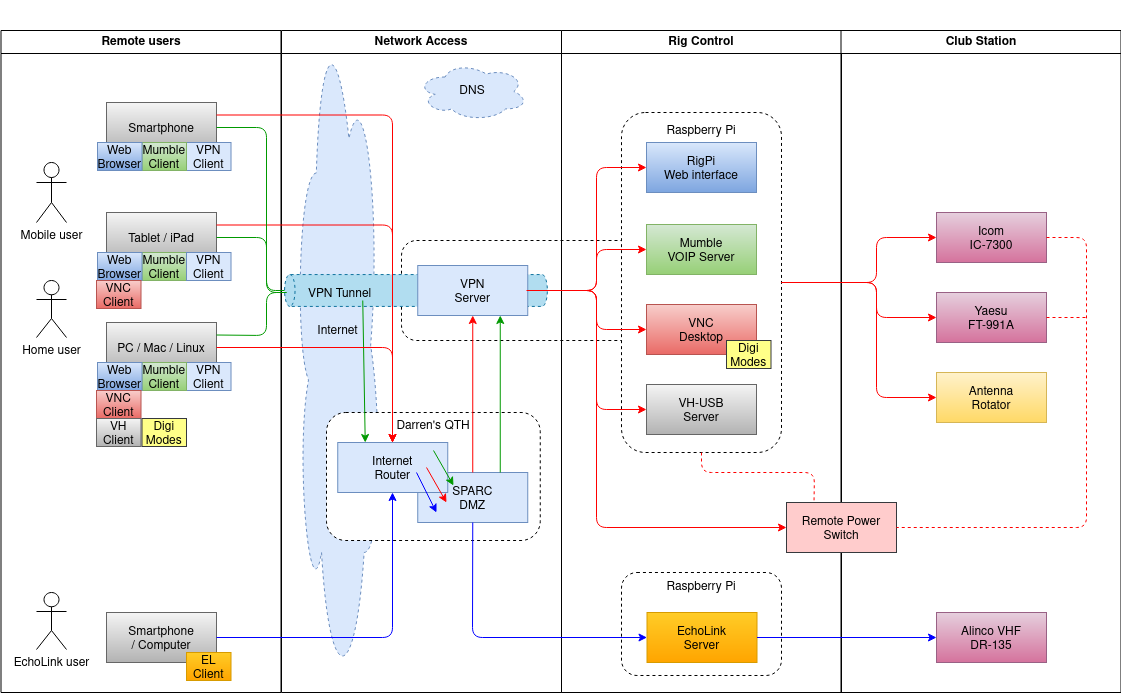 Remote users
Network Access
Rig Control
Club Station
Smartphone
Web
Browser
Mumble
Client
VPN
Client
Mobile user
Tablet / iPad
Web
Browser
Mumble
Client
VPN
Client
VNC
Client
Home user
PC / Mac / Linux
Web
Browser
Mumble
Client
VPN
Client
VNC
Client
VH
Client
Digi
Modes
EchoLink user
Smartphone
/ Computer
EL
Client
DNS
VPN Tunnel
VPN
Server
Internet
Darren's QTH
Internet
Router
SPARC
DMZ
Raspberry Pi
RigPi
Web interface
Mumble
VOIP Server
VNC
Desktop
Digi
Modes
VH-USB
Server
Remote Power
Switch
Raspberry Pi
EchoLink
Server
Icom
IC-7300
Yaesu
FT-991A
Antenna
Rotator
Alinco VHF
DR-135